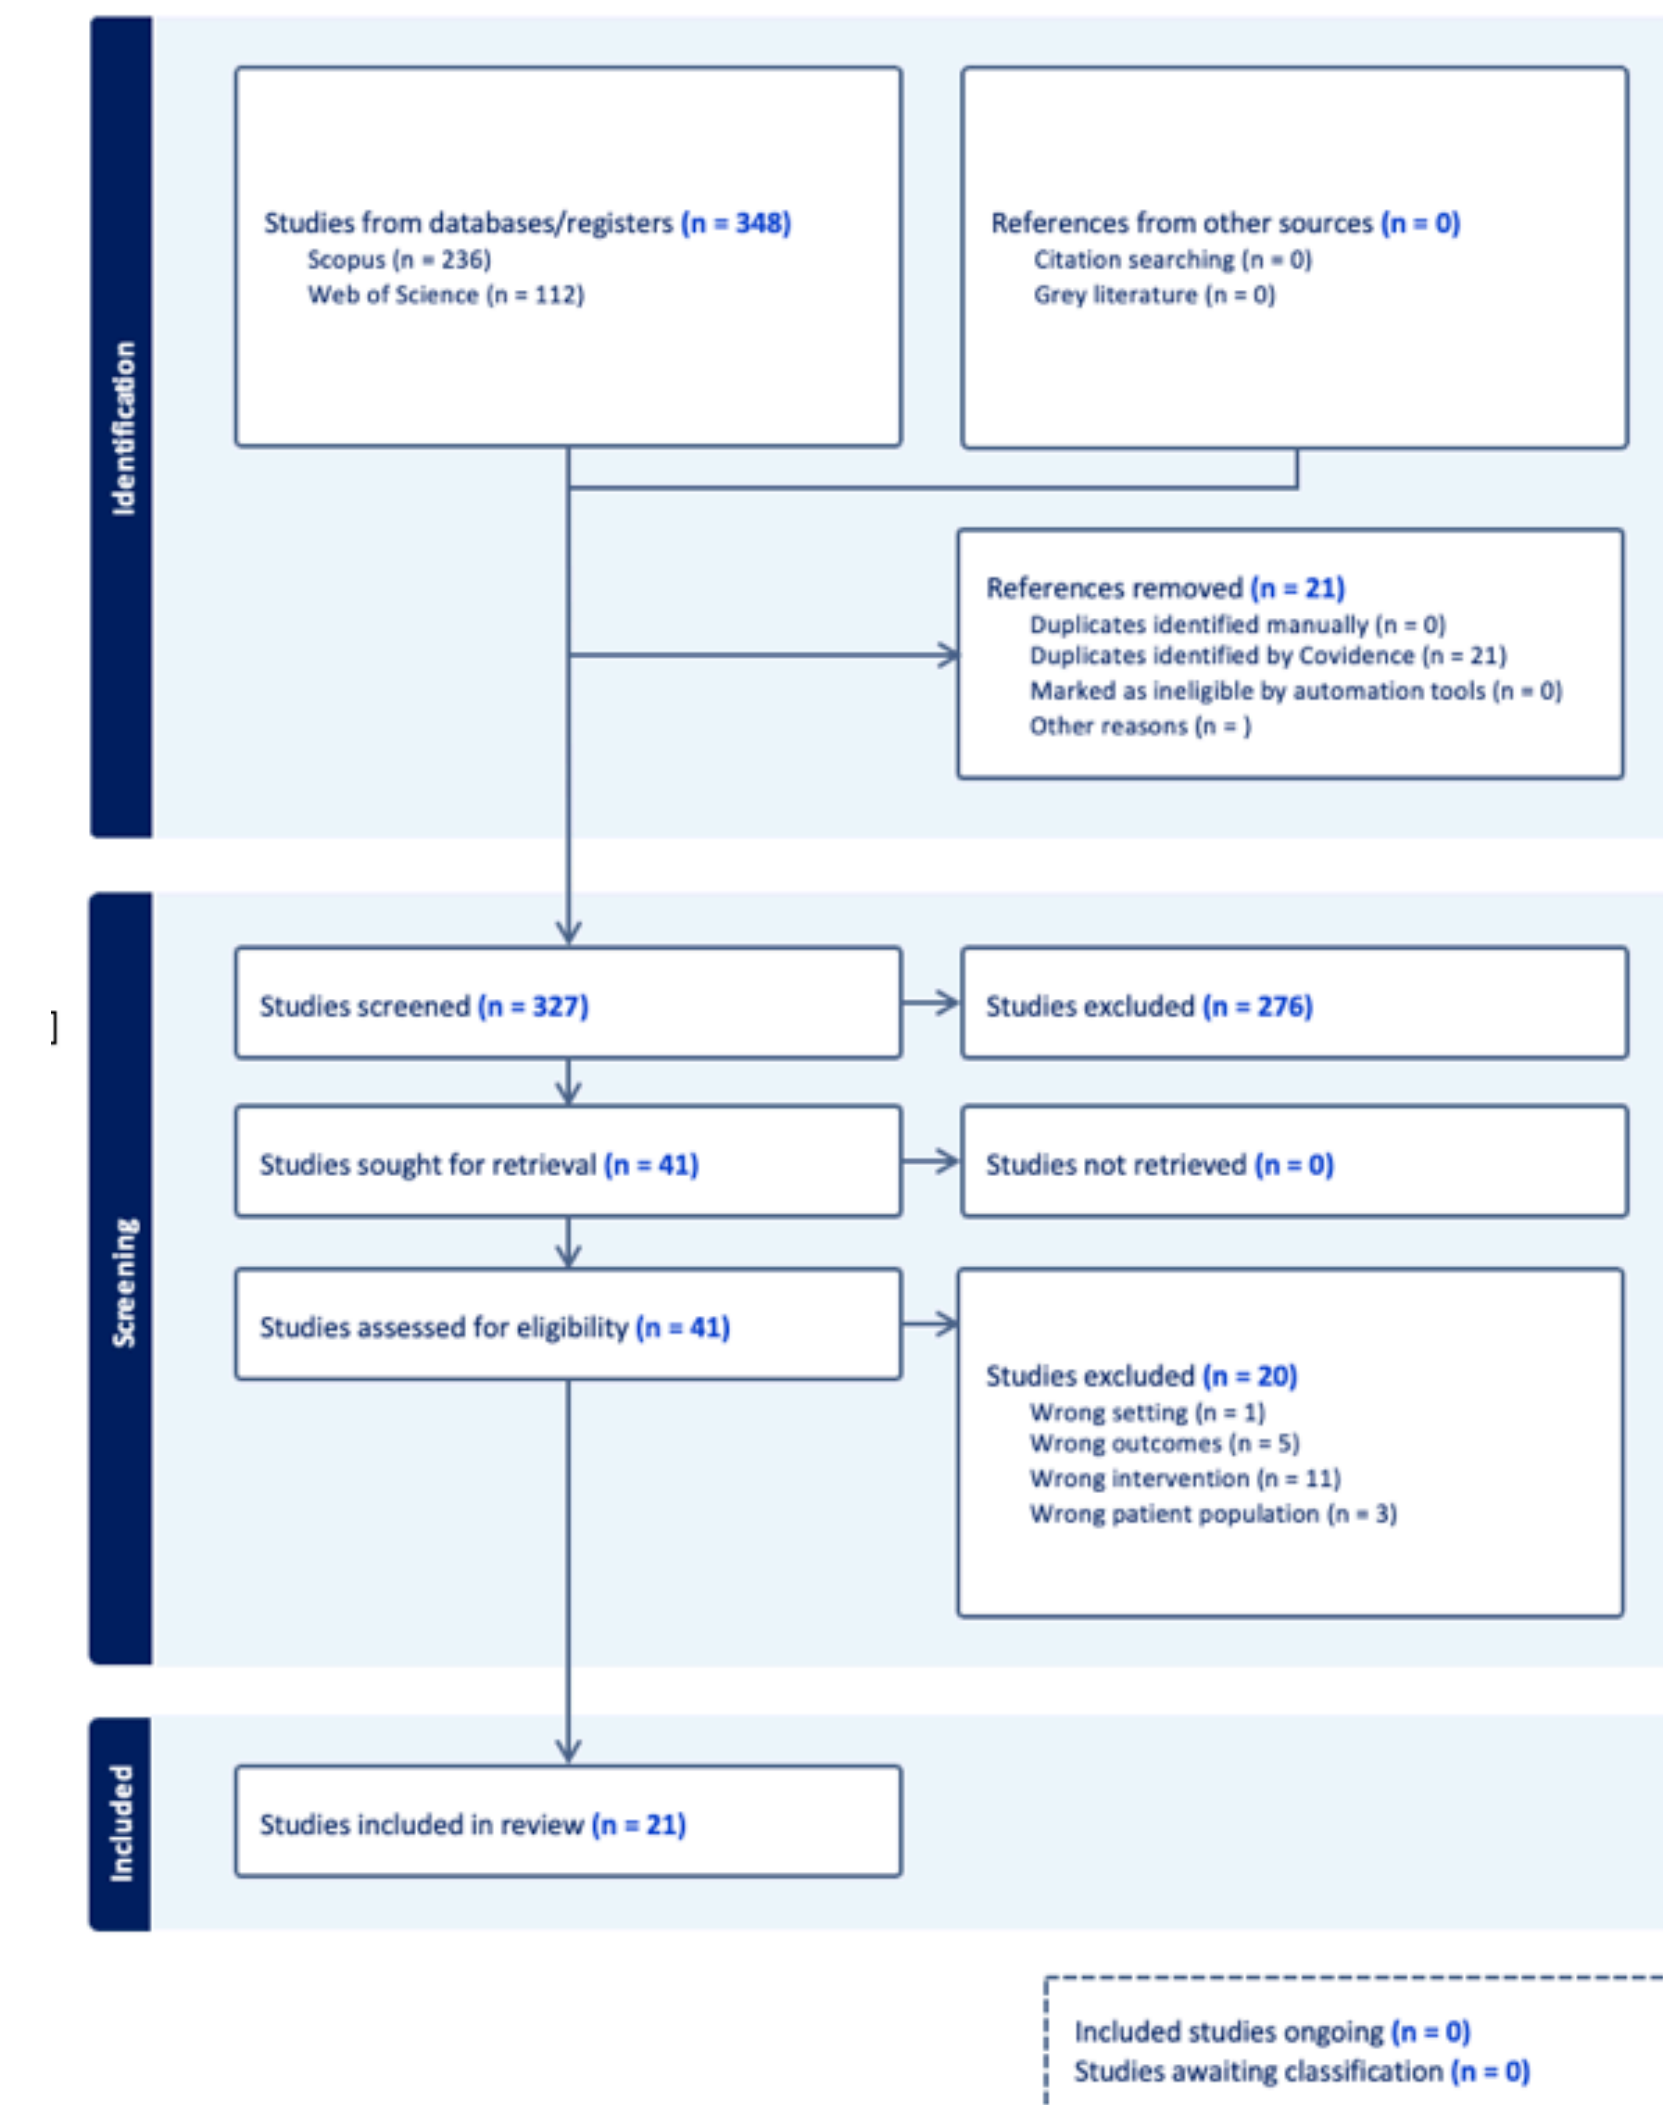 Identification
Studies from databases/registers (n = 348)
Scopus (n = 236)
Web of Science (n = 112)
References from other sources (n = 0)
Citation searching (n = 0)
Grey literature (n = 0)
References removed (n = 21)
Duplicates identified manually (n = 0)
Duplicates identified by Covidence (n = 21)
Marked as ineligible by automation tools (n = 0)
Other reasons (n = )
Screening
Studies screened (n = 327)
Studies excluded (n = 276)
]
Studies sought for retrieval (n = 41)
Studies not retrieved (n = 0)
Studies assessed for eligibility (n = 41)
Studies excluded (n = 20)
Wrong setting (n = 1)
Wrong outcomes (n = 5)
Wrong intervention (n = 11)
Wrong patient population (n = 3)
Included
Studies included in review (n = 21)
Included studies ongoing (n = 0)
Studies awaiting classification (n = 0)